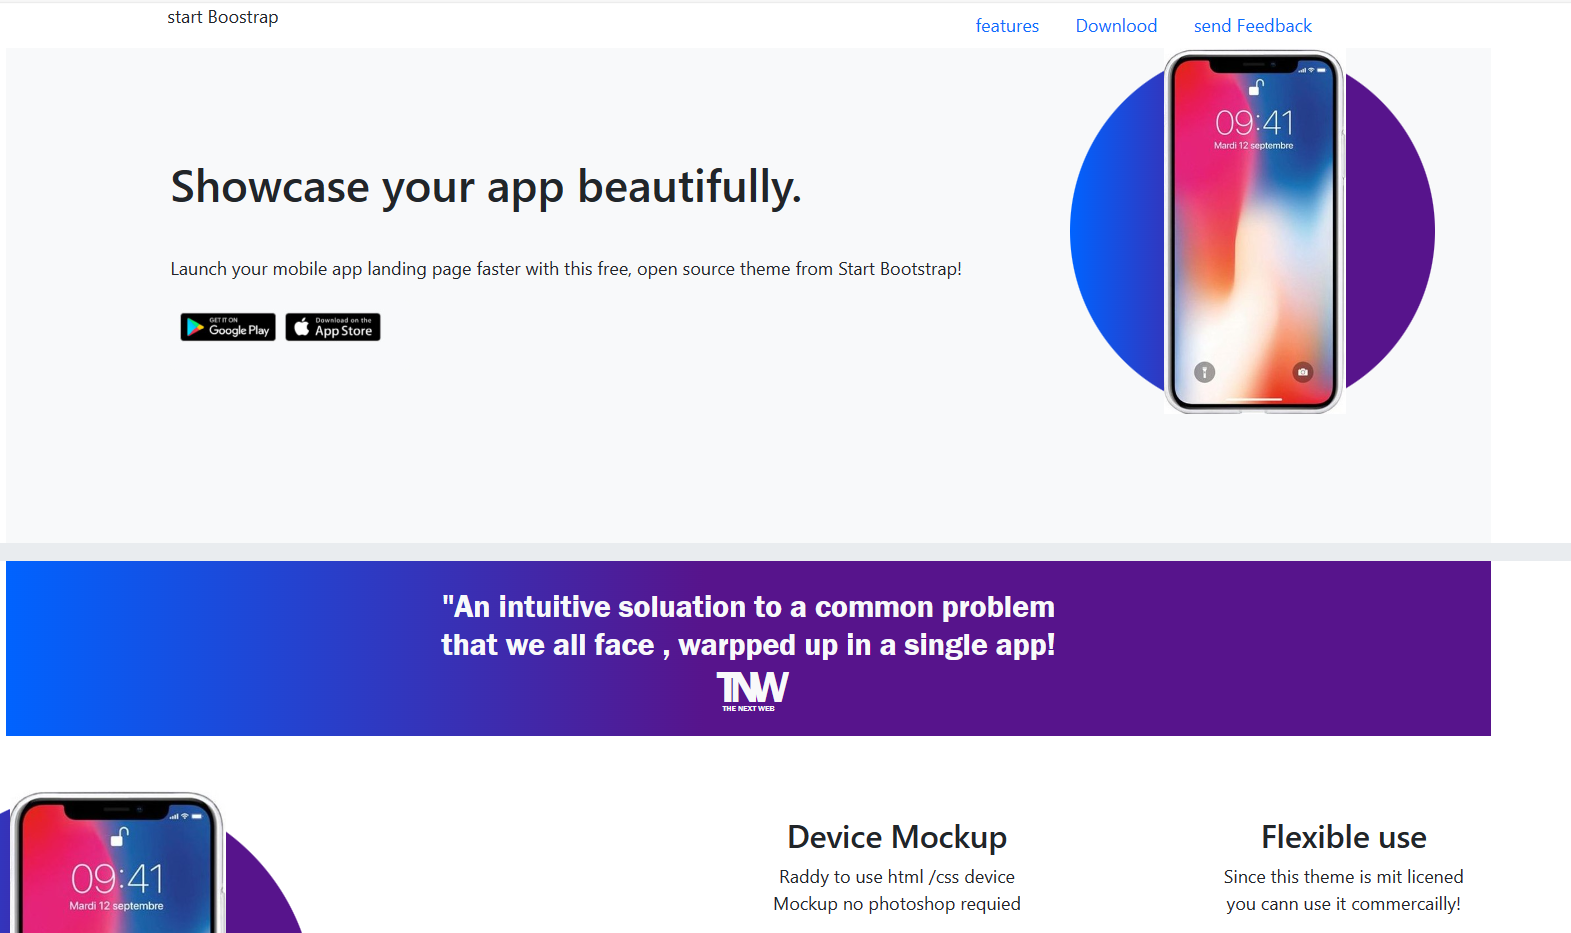 start Boostrap
features Downlood send Feedback
09:41
Mardi 12 septembre
Showcase your app beautifully.
Launch your mobile app landing page faster with this free, open source theme from Start Bootstrap!
GET IT ON
Google Play
Download on the
App Store
"An intuitive soluation to a common problem
that we all face , warpped up in a single app!
TNW
THE NEXT WEB
09:41
Mardi 12 septembre
Device Mockup
Raddy to use html /css device
Mockup no photoshop requied
Flexible use
Since this theme is mit licened
you cann use it commercailly!